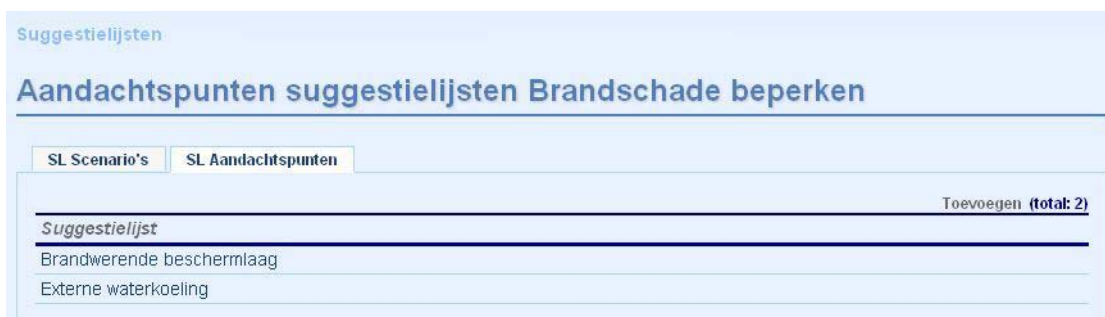 Suggestielijsten
Aandachtspunten suggestielijsten Brandschade beperken
SL Scenario's SL Aandachtspunten
Toevoegen (total: 2)
Suggestielijst
Brandwerende beschermlaag
Externe waterkoeling